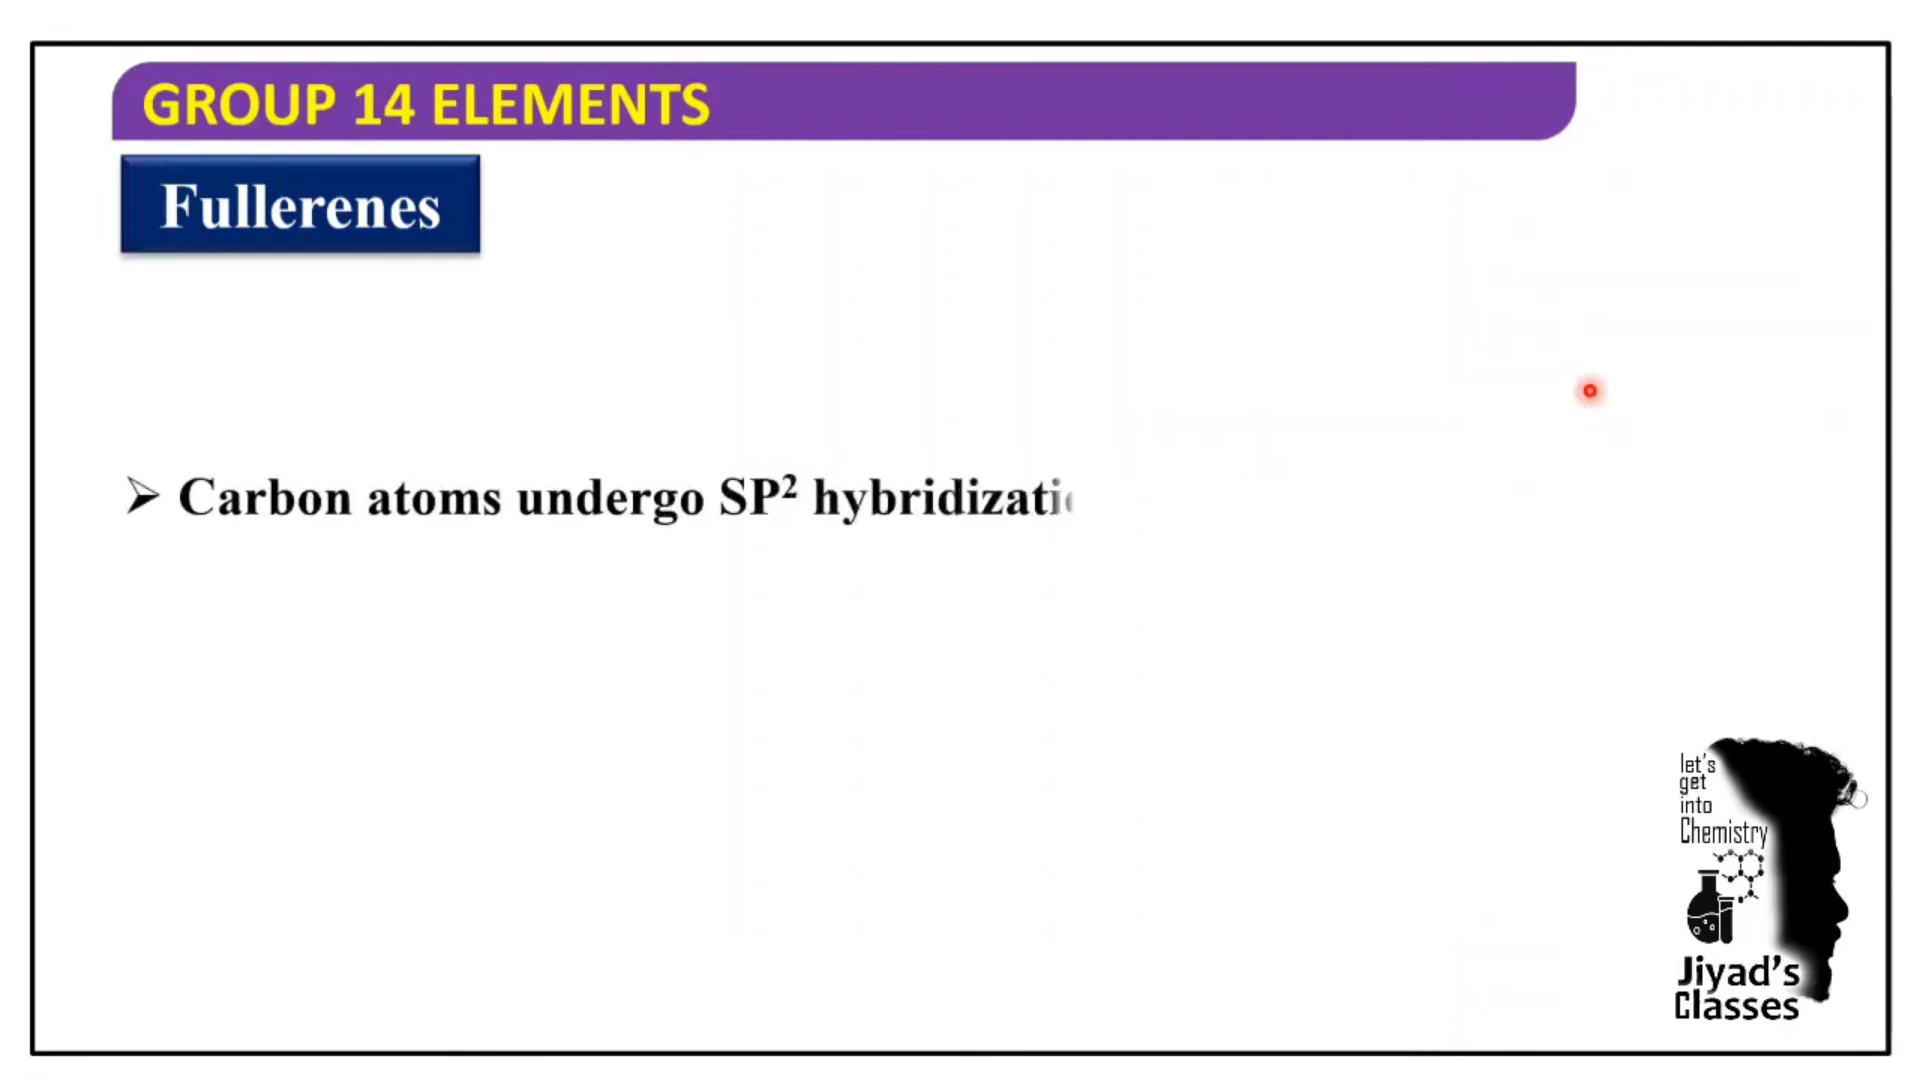 GROUP 14 ELEMENTS
Fullerenes
➢ Carbon atoms undergo SP² hybridizati
let's
get
into
Chemistry
Jiyad's
Classes